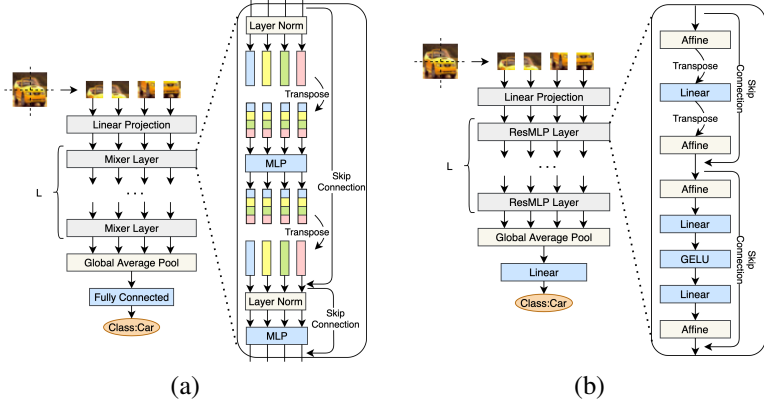 Linear Projection
Mixer Layer
L
...
Mixer Layer
Global Average Pool
Fully Connected
Class:Car
Layer Norm
Transpose
MLP
Skip
Connection
Transpose
Layer Norm
Skip
Connection
MLP
(a)
Linear Projection
ResMLP Layer
L
...
ResMLP Layer
Global Average Pool
Linear
Class:Car
Affine
Transpose
Skip
Connection
Linear
Transpose
Affine
Affine
Linear
Skip
Connection
GELU
Linear
Affine
(b)